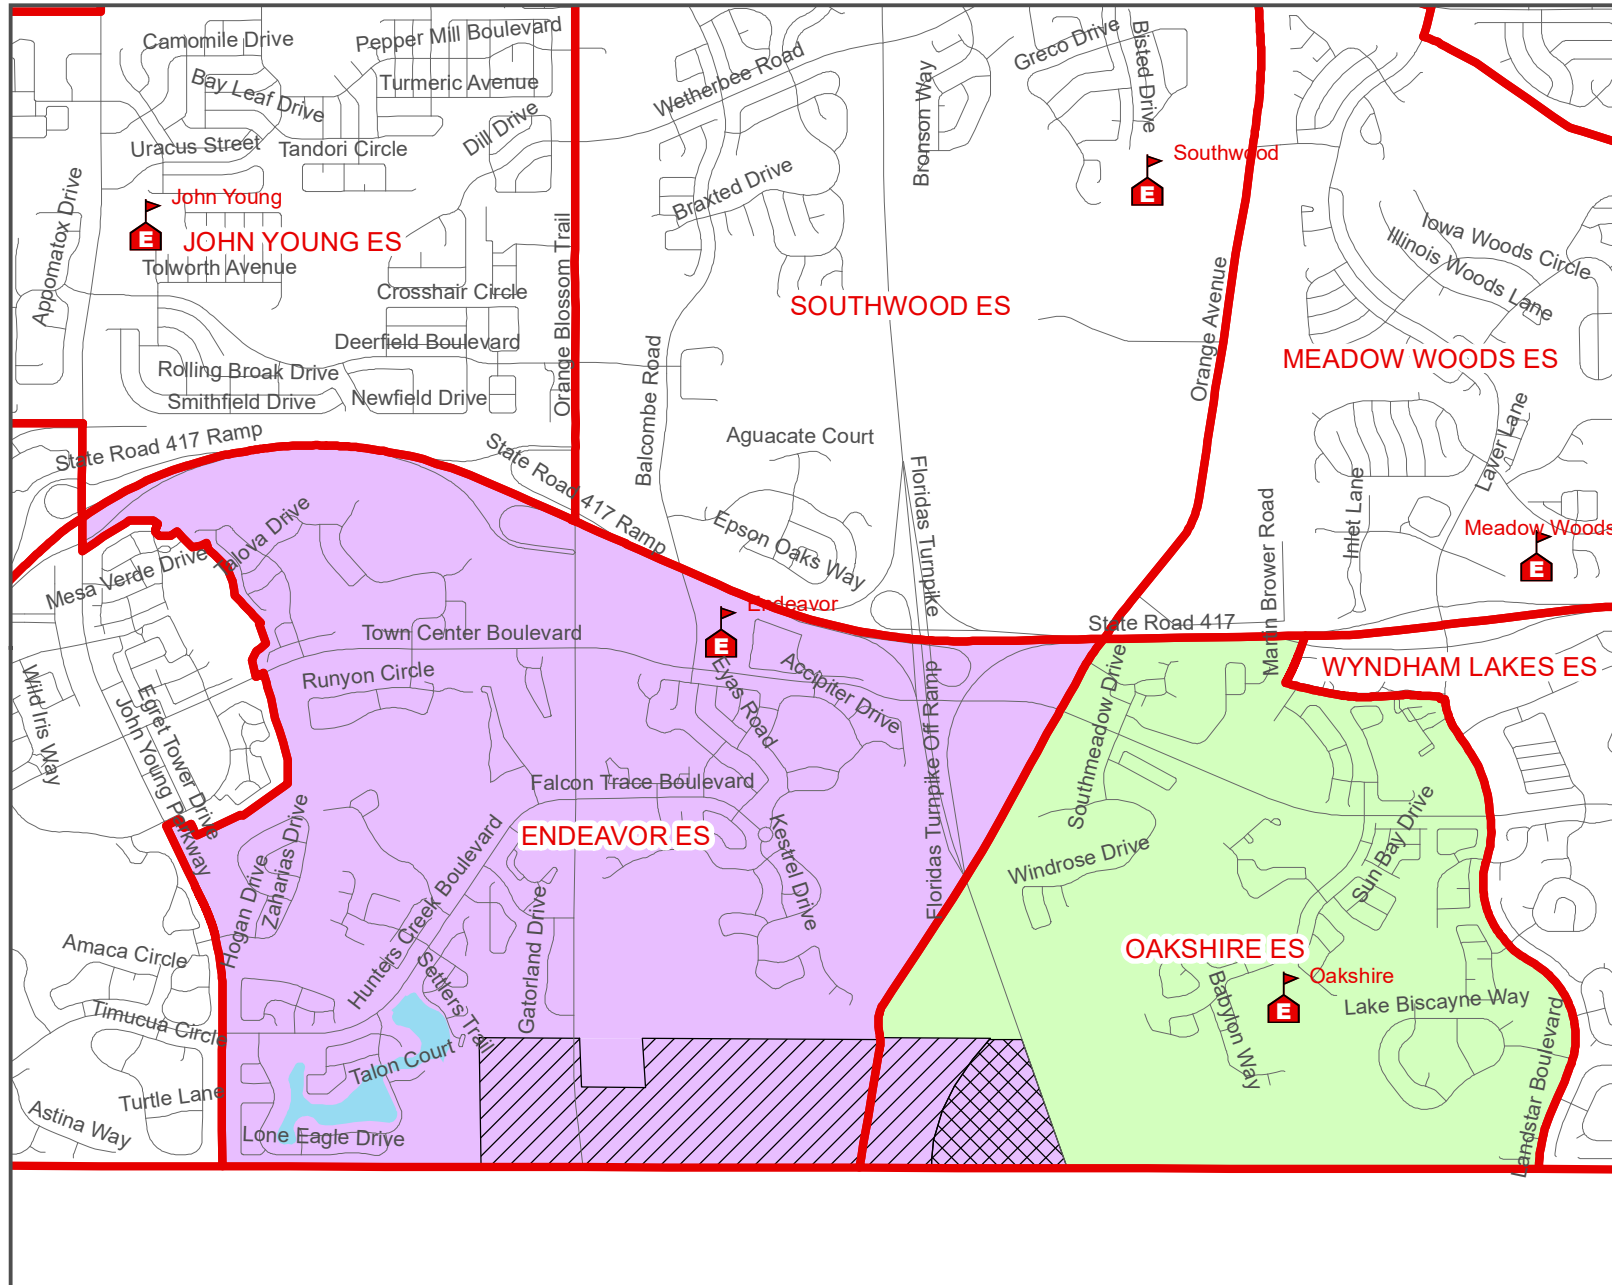 Camomile Drive
Pepper Mill Boulevard
Bay Leaf Drive
Turmeric Avenue
Uracus Street
Tandori Circle
Dill Drive
Wetherbee Road
Bronson Way
Greco Drive
Bisted Drive
Southwood
E
Appomatox Drive
John Young
E
JOHN YOUNG ES
Tolworth Avenue
Crosshair Circle
Deerfield Boulevard
Rolling Broak Drive
Smithfield Drive
Newfield Drive
Orange Blossom Trail
Braxted Drive
SOUTHWOOD ES
Orange Avenue
Iowa Woods Circle
Illinois Woods Lane
MEADOW WOODS ES
Balcombe Road
Aguacate Court
Laver Lane
Inlet Lane
Meadow Woods
E
State Road 417 Ramp
State Road 417 Ramp
Epson Oaks Way
Floridas Turnpike
Martin Brower Road
Talova Drive
Mesa Verde Drive
Endeavor
E
State Road 417
Town Center Boulevard
Runyon Circle
Eyas Road
Accipiter Drive
Floridas Turnpike Off Ramp
Southmeadow Drive
WYNDHAM LAKES ES
Wild Iris Way
Egret Tower Drive
John Young Parkway
Falcon Trace Boulevard
ENDEAVOR ES
Kestrel Drive
Windrose Drive
Sun Bay Drive
Zaharias Drive
Hogan Drive
Hunters Creek Boulevard
Gatorland Drive
Settlers Trail
OAKSHIRE ES
Oakshire
E
Babylon Way
Lake Biscayne Way
Landstar Boulevard
Amaca Circle
Timucua Circle
Talon Court
Turtle Lane
Astina Way
Lone Eagle Drive